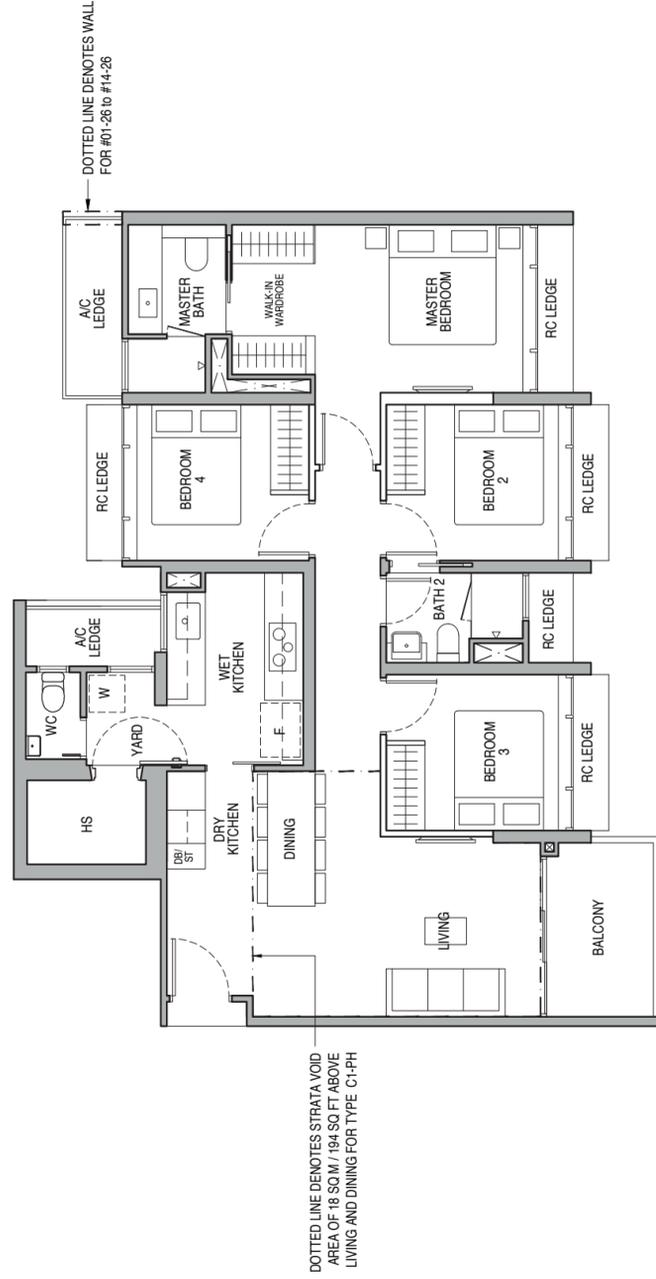 DOTTED LINE DENOTES WALL
FOR #01-26 to #14-26
A/C
LEDGE
WC
HS
A/C
LEDGE
RC LEDGE
W
YARD
DB/
ST
DRY
KITCHEN
WET
KITCHEN
F
BEDROOM
4
MASTER
BATH
WALK-IN
WARDROBE
DINING
DOTTED LINE DENOTES STRATA VOID
AREA OF 18 SQ M / 194 SQ FT ABOVE
LIVING AND DINING FOR TYPE C1-PH
LIVING
BEDROOM
3
BATH 2
BEDROOM
2
MASTER
BEDROOM
BALCONY
RC LEDGE
RC LEDGE
RC LEDGE
RC LEDGE